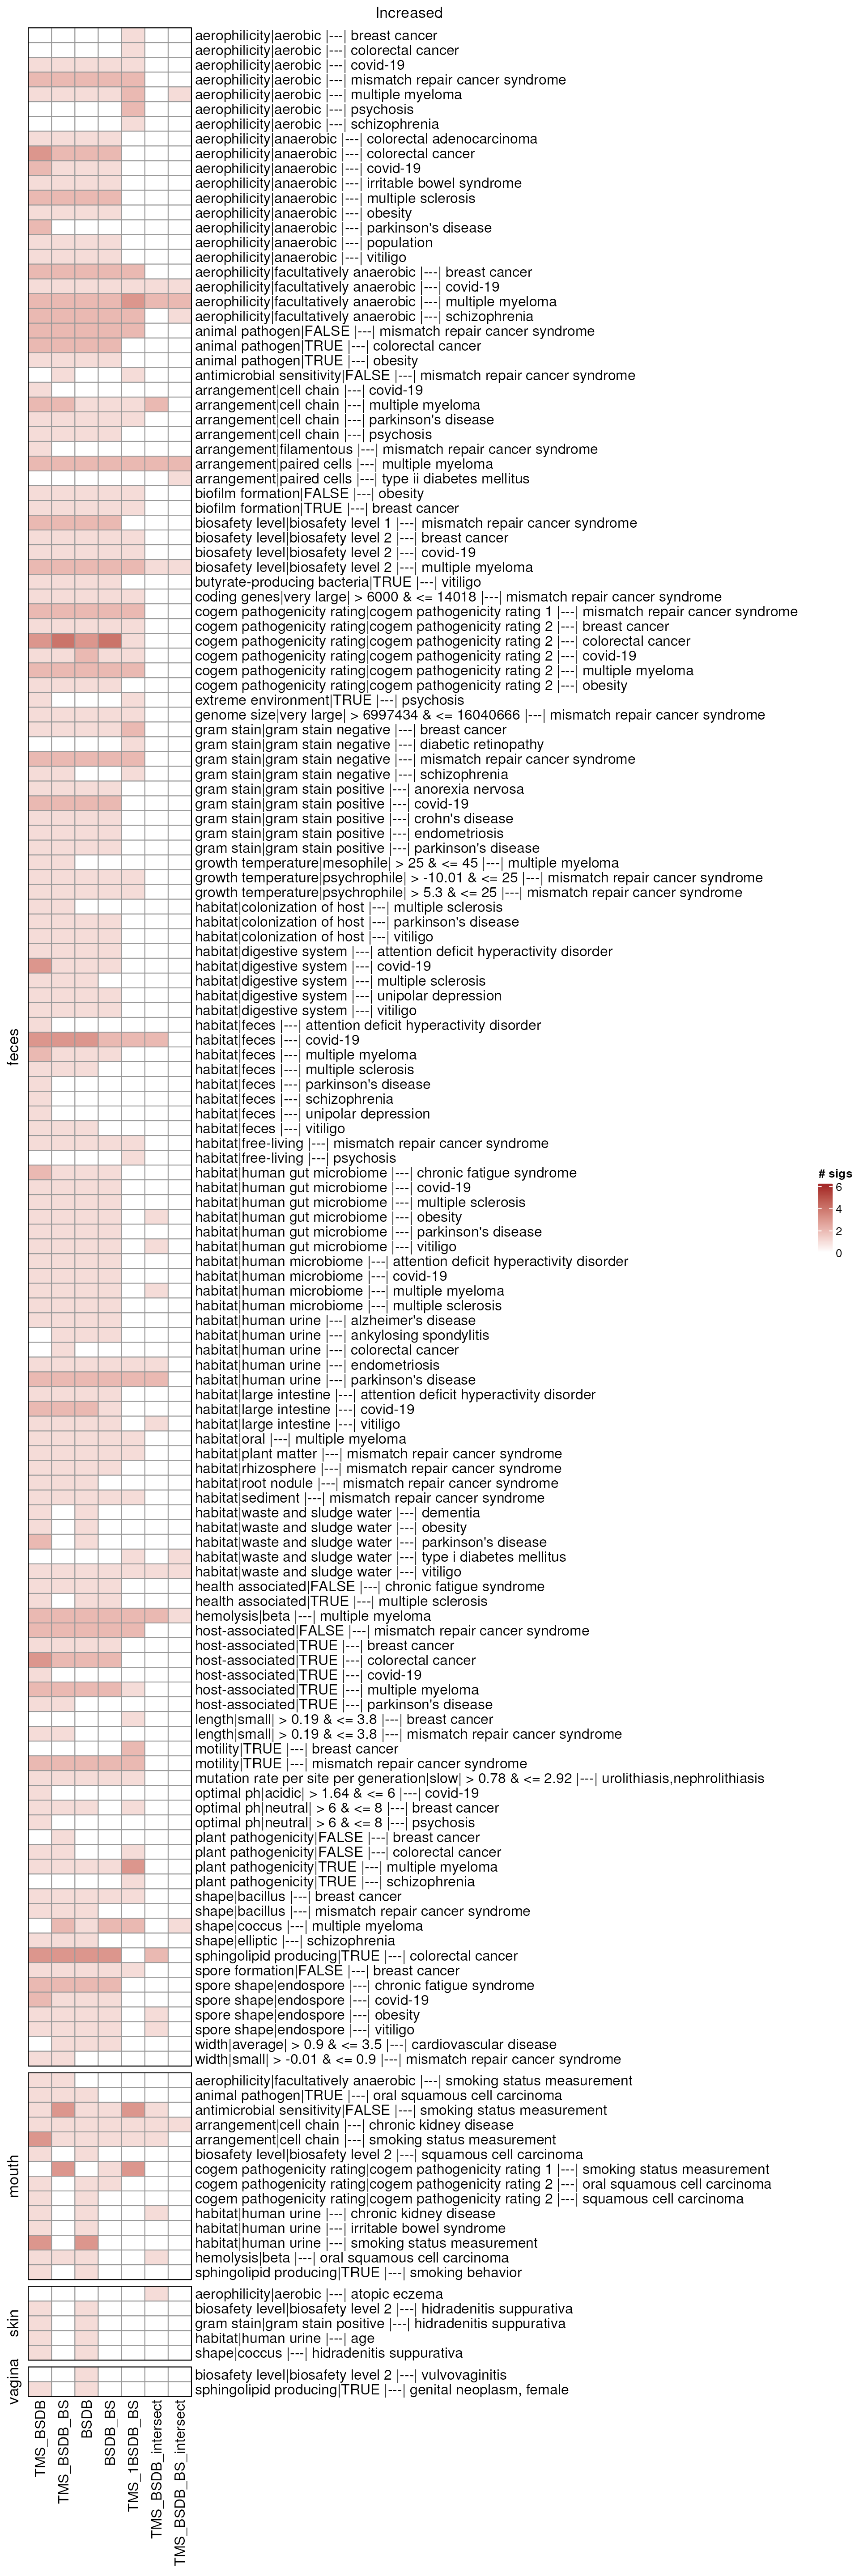 Increased
aerophilicity|aerobic |---| breast cancer
aerophilicity|aerobic |---| colorectal cancer
aerophilicity|aerobic |---| covid-19
aerophilicity|aerobic |---| mismatch repair cancer syndrome
aerophilicity|aerobic |---| multiple myeloma
aerophilicity|aerobic |---| psychosis
aerophilicity|aerobic |---| schizophrenia
aerophilicity|anaerobic |---| colorectal adenocarcinoma
aerophilicity|anaerobic |---| colorectal cancer
aerophilicity|anaerobic |---| covid-19
aerophilicity|anaerobic |---| irritable bowel syndrome
aerophilicity|anaerobic |---| multiple sclerosis
aerophilicity|anaerobic |---| obesity
aerophilicity|anaerobic |---| parkinson's disease
aerophilicity|anaerobic |---| population
aerophilicity|anaerobic |---| vitiligo
aerophilicity|facultatively anaerobic |---| breast cancer
aerophilicity|facultatively anaerobic |---| covid-19
aerophilicity|facultatively anaerobic |---| multiple myeloma
aerophilicity|facultatively anaerobic |---| schizophrenia
animal pathogen|FALSE |---| mismatch repair cancer syndrome
animal pathogen|TRUE |---| colorectal cancer
animal pathogen|TRUE |---| obesity
antimicrobial sensitivity|FALSE |---| mismatch repair cancer syndrome
arrangement|cell chain |---| covid-19
arrangement|cell chain |---| multiple myeloma
arrangement|cell chain |---| parkinson's disease
arrangement|cell chain |---| psychosis
arrangement|filamentous |---| mismatch repair cancer syndrome
arrangement|paired cells |---| multiple myeloma
arrangement|paired cells |---| type ii diabetes mellitus
biofilm formation|FALSE |---| obesity
biofilm formation|TRUE |---| breast cancer
biosafety level|biosafety level 1 |---| mismatch repair cancer syndrome
biosafety level|biosafety level 2 |---| breast cancer
biosafety level|biosafety level 2 |---| covid-19
biosafety level|biosafety level 2 |---| multiple myeloma
butyrate-producing bacteria|TRUE |---| vitiligo
coding genes|very large| > 6000 & <= 14018 |---| mismatch repair cancer syndrome
cogem pathogenicity rating|cogem pathogenicity rating 1 |---| mismatch repair cancer syndrome
cogem pathogenicity rating|cogem pathogenicity rating 2 |---| breast cancer
cogem pathogenicity rating|cogem pathogenicity rating 2 |---| colorectal cancer
cogem pathogenicity rating|cogem pathogenicity rating 2 |---| covid-19
cogem pathogenicity rating|cogem pathogenicity rating 2 |---| multiple myeloma
cogem pathogenicity rating|cogem pathogenicity rating 2 |---| obesity
extreme environment|TRUE |---| psychosis
genome size|very large| > 6997434 & <= 16040666 |---| mismatch repair cancer syndrome
gram stain|gram stain negative |---| breast cancer
gram stain|gram stain negative |---| diabetic retinopathy
gram stain|gram stain negative |---| mismatch repair cancer syndrome
gram stain|gram stain negative |---| schizophrenia
gram stain|gram stain positive |---| anorexia nervosa
gram stain|gram stain positive |---| covid-19
gram stain|gram stain positive |---| crohn's disease
gram stain|gram stain positive |---| endometriosis
gram stain|gram stain positive |---| parkinson's disease
growth temperature|mesophile| > 25 & <= 45 |---| multiple myeloma
growth temperature|psychrophile| > -10.01 & <= 25 |---| mismatch repair cancer syndrome
growth temperature|psychrophile| > 5.3 & <= 25 |---| mismatch repair cancer syndrome
habitat|colonization of host |---| multiple sclerosis
habitat|colonization of host |---| parkinson's disease
habitat|colonization of host |---| vitiligo
habitat|digestive system |---| attention deficit hyperactivity disorder
habitat|digestive system |---| covid-19
habitat|digestive system |---| multiple sclerosis
habitat|digestive system |---| unipolar depression
habitat|digestive system |---| vitiligo
habitat|feces |---| attention deficit hyperactivity disorder
habitat|feces |---| covid-19
habitat|feces |---| multiple myeloma
habitat|feces |---| multiple sclerosis
habitat|feces |---| parkinson's disease
habitat|feces |---| schizophrenia
habitat|feces |---| unipolar depression
habitat|feces |---| vitiligo
habitat|free-living |---| mismatch repair cancer syndrome
habitat|free-living |---| psychosis
habitat|human gut microbiome |---| chronic fatigue syndrome
habitat|human gut microbiome |---| covid-19
habitat|human gut microbiome |---| multiple sclerosis
habitat|human gut microbiome |---| obesity
habitat|human gut microbiome |---| parkinson's disease
habitat|human gut microbiome |---| vitiligo
habitat|human microbiome |---| attention deficit hyperactivity disorder
habitat|human microbiome |---| covid-19
habitat|human microbiome |---| multiple myeloma
habitat|human microbiome |---| multiple sclerosis
habitat|human urine |---| alzheimer's disease
habitat|human urine |---| ankylosing spondylitis
habitat|human urine |---| colorectal cancer
habitat|human urine |---| endometriosis
habitat|human urine |---| parkinson's disease
habitat|large intestine |---| attention deficit hyperactivity disorder
habitat|large intestine |---| covid-19
habitat|large intestine |---| vitiligo
habitat|oral |---| multiple myeloma
habitat|plant matter |---| mismatch repair cancer syndrome
habitat|rhizosphere |---| mismatch repair cancer syndrome
habitat|root nodule |---| mismatch repair cancer syndrome
habitat|sediment |---| mismatch repair cancer syndrome
habitat|waste and sludge water |---| dementia
habitat|waste and sludge water |---| obesity
habitat|waste and sludge water |---| parkinson's disease
habitat|waste and sludge water |---| type i diabetes mellitus
habitat|waste and sludge water |---| vitiligo
health associated|FALSE |---| chronic fatigue syndrome
health associated|TRUE |---| multiple sclerosis
hemolysis|beta |---| multiple myeloma
host-associated|FALSE |---| mismatch repair cancer syndrome
host-associated|TRUE |---| breast cancer
host-associated|TRUE |---| colorectal cancer
host-associated|TRUE |---| covid-19
host-associated|TRUE |---| multiple myeloma
host-associated|TRUE |---| parkinson's disease
length|small| > 0.19 & <= 3.8 |---| breast cancer
length|small| > 0.19 & <= 3.8 |---| mismatch repair cancer syndrome
motility|TRUE |---| breast cancer
motility|TRUE |---| mismatch repair cancer syndrome
mutation rate per site per generation|slow| > 0.78 & <= 2.92 |---| urolithiasis,nephrolithiasis
optimal ph|acidic| > 1.64 & <= 6 |---| covid-19
optimal ph|neutral| > 6 & <= 8 |---| breast cancer
optimal ph|neutral| > 6 & <= 8 |---| psychosis
plant pathogenicity|FALSE |---| breast cancer
plant pathogenicity|FALSE |---| colorectal cancer
plant pathogenicity|TRUE |---| multiple myeloma
plant pathogenicity|TRUE |---| schizophrenia
shape|bacillus |---| breast cancer
shape|bacillus |---| mismatch repair cancer syndrome
shape|coccus |---| multiple myeloma
shape|elliptic |---| schizophrenia
sphingolipid producing|TRUE |---| colorectal cancer
spore formation|FALSE |---| breast cancer
spore shape|endospore |---| chronic fatigue syndrome
spore shape|endospore |---| covid-19
spore shape|endospore |---| obesity
spore shape|endospore |---| vitiligo
width|average| > 0.9 & <= 3.5 |---| cardiovascular disease
width|small| > -0.01 & <= 0.9 |---| mismatch repair cancer syndrome
feces
aerophilicity|facultatively anaerobic |---| smoking status measurement
animal pathogen|TRUE |---| oral squamous cell carcinoma
antimicrobial sensitivity|FALSE |---| smoking status measurement
arrangement|cell chain |---| chronic kidney disease
arrangement|cell chain |---| smoking status measurement
biosafety level|biosafety level 2 |---| squamous cell carcinoma
cogem pathogenicity rating|cogem pathogenicity rating 1 |---| smoking status measurement
cogem pathogenicity rating|cogem pathogenicity rating 2 |---| oral squamous cell carcinoma
cogem pathogenicity rating|cogem pathogenicity rating 2 |---| squamous cell carcinoma
habitat|human urine |---| chronic kidney disease
habitat|human urine |---| irritable bowel syndrome
habitat|human urine |---| smoking status measurement
hemolysis|beta |---| oral squamous cell carcinoma
sphingolipid producing|TRUE |---| smoking behavior
mouth
aerophilicity|aerobic |---| atopic eczema
biosafety level|biosafety level 2 |---| hidradenitis suppurativa
gram stain|gram stain positive |---| hidradenitis suppurativa
habitat|human urine |---| age
shape|coccus |---| hidradenitis suppurativa
skin
biosafety level|biosafety level 2 |---| vulvovaginitis
sphingolipid producing|TRUE |---| genital neoplasm, female
vagina
TMS_BSDB
TMS_BSDB_BS
BSDB
BSDB_BS
TMS_1BSDB_BS
TMS_BSDB_intersect
TMS_BSDB_BS_intersect
# sigs
6
4
2
0